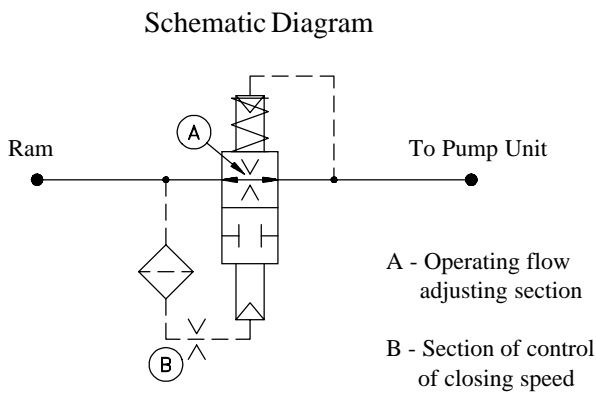 Schematic Diagram
A
Ram
To Pump Unit
A - Operating flow
adjusting section
B
B - Section of control
of closing speed